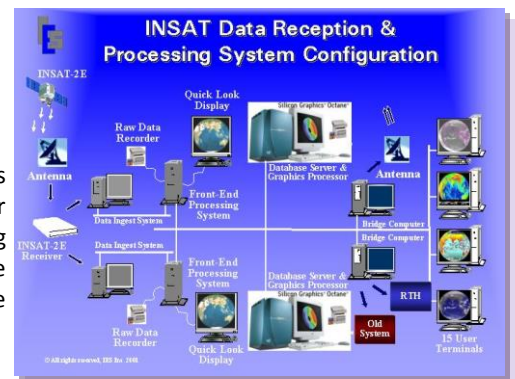 INSAT Data Reception &
Processing System Configuration
INSAT-2E
Quick Look
Display
Silicon Graphics Octane
Raw Data
Recorder
Antenna
Database Server &
Graphics Processor
Antenna
Front-End
Processing
System
Data Ingest System
Bridge Computer
INSAT-2E
Receiver
Data Ingest System
Bridge Computer
Front-End
Processing
System
Database Server &
Graphics Processor
Silicon Graphics Octane
RTH
Raw Data
Recorder
Quick Look
Display
Old
System
15 User
Terminals
© All rights reserved,
s
r
g
e
e